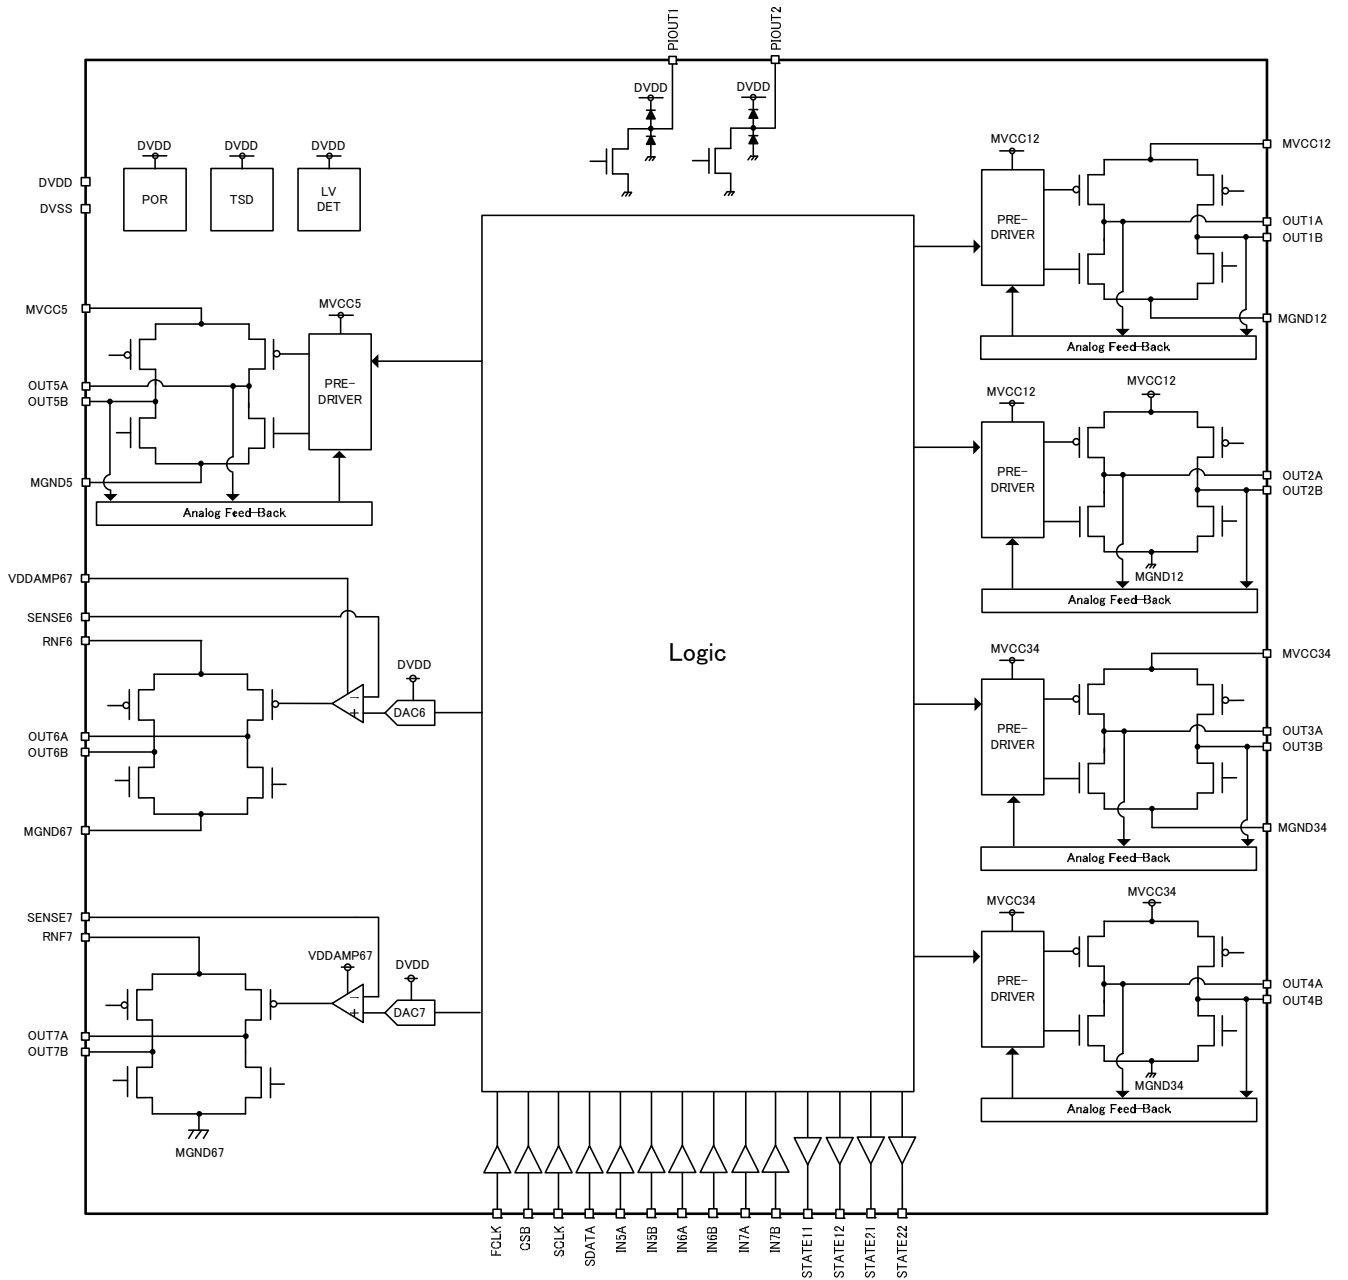 PIOUT1
PIOUT2
DVDD
DVDD
DVDD
DVDD
DVDD
POR
TSD
LV
DET
DVDD
DVSS
MVCC5
MVCC5
PRE-
DRIVER
OUT5A
OUT5B
MGND5
Analog Feed-Back
VDDAMP67
SENSE6
RNF6
DVDD
DAC6
OUT6A
OUT6B
MGND67
SENSE7
RNF7
VDDAMP67
DVDD
DAC7
OUT7A
OUT7B
MGND67
Logic
MVCC12
MVCC12
PRE-
DRIVER
OUT1A
OUT1B
MGND12
Analog Feed-Back
MVCC12
MVCC12
PRE-
DRIVER
OUT2A
OUT2B
MGND12
Analog Feed-Back
MVCC34
MVCC34
PRE-
DRIVER
OUT3A
OUT3B
MGND34
Analog Feed-Back
MVCC34
MVCC34
PRE-
DRIVER
OUT4A
OUT4B
MGND34
Analog Feed-Back
FCLK
CSB
SCLK
SDATA
IN5A
IN5B
IN6A
IN6B
IN7A
IN7B
STATE11
STATE12
STATE21
STATE22